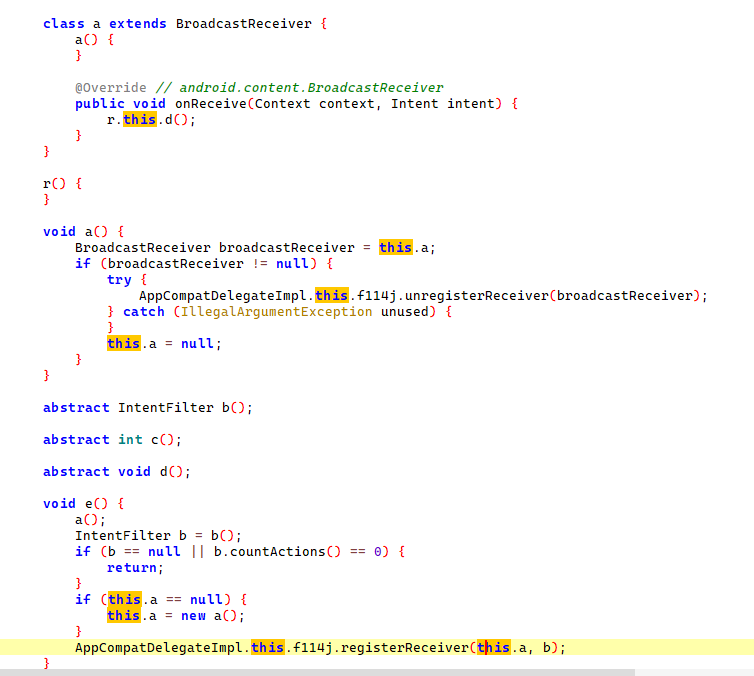 class a extends BroadcastReceiver {
a() {
}
@Override // android.content.BroadcastReceiver
public void onReceive(Context context, Intent intent) {
r.this.d();
}
}
r() {
}
void a() {
BroadcastReceiver broadcastReceiver = this.a;
if (broadcastReceiver != null) {
try {
AppCompatDelegateImpl.this.f114j.unregisterReceiver(broadcastReceiver);
} catch (IllegalArgumentException unused) {
}
this.a = null;
}
}
abstract IntentFilter b();
abstract int c();
abstract void d();
void e() {
a();
IntentFilter b = b();
if (b == null || b.countActions() == 0) {
return;
}
if (this.a == null) {
this.a = new a();
}
AppCompatDelegateImpl.this.f114j.registerReceiver(this.a, b);
}